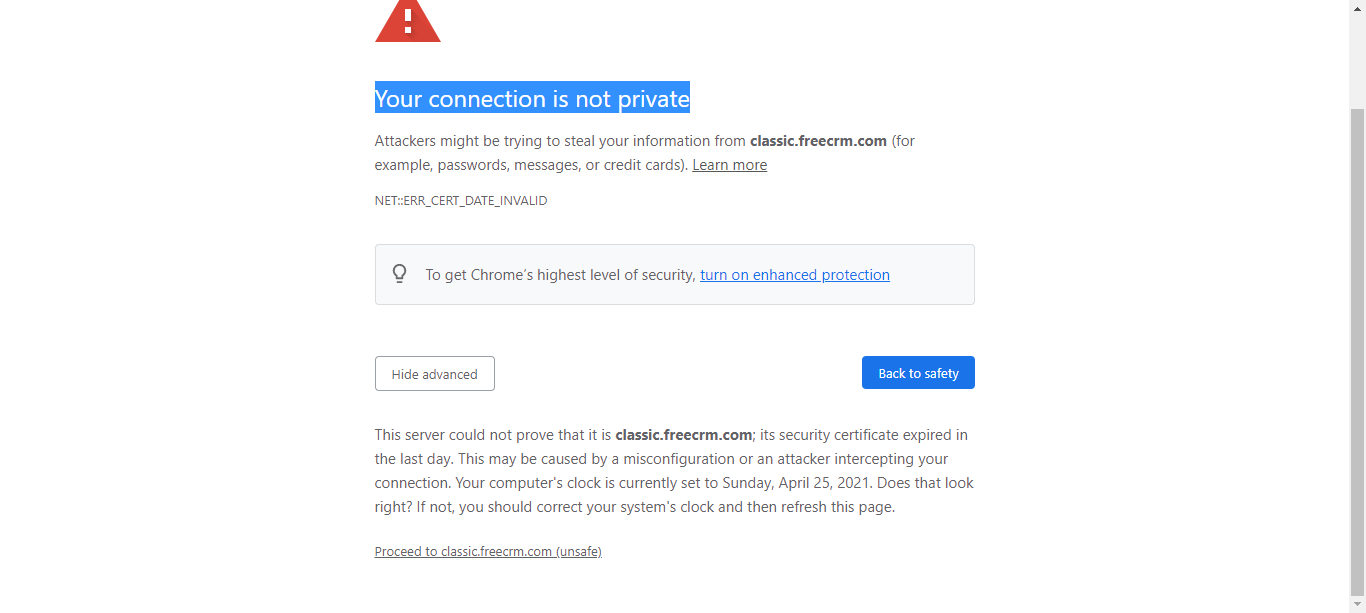 Your connection is not private
Attackers might be trying to steal your information from classic.freecrm.com (for
example, passwords, messages, or credit cards). Learn more
NET::ERR_CERT_DATE_INVALID
To get Chrome’s highest level of security, turn on enhanced protection
Hide advanced
Back to safety
This server could not prove that it is classic.freecrm.com; its security certificate expired in
the last day. This may be caused by a misconfiguration or an attacker intercepting your
connection. Your computer's clock is currently set to Sunday, April 25, 2021. Does that look
right? If not, you should correct your system's clock and then refresh this page.
Proceed to classic.freecrm.com (unsafe)